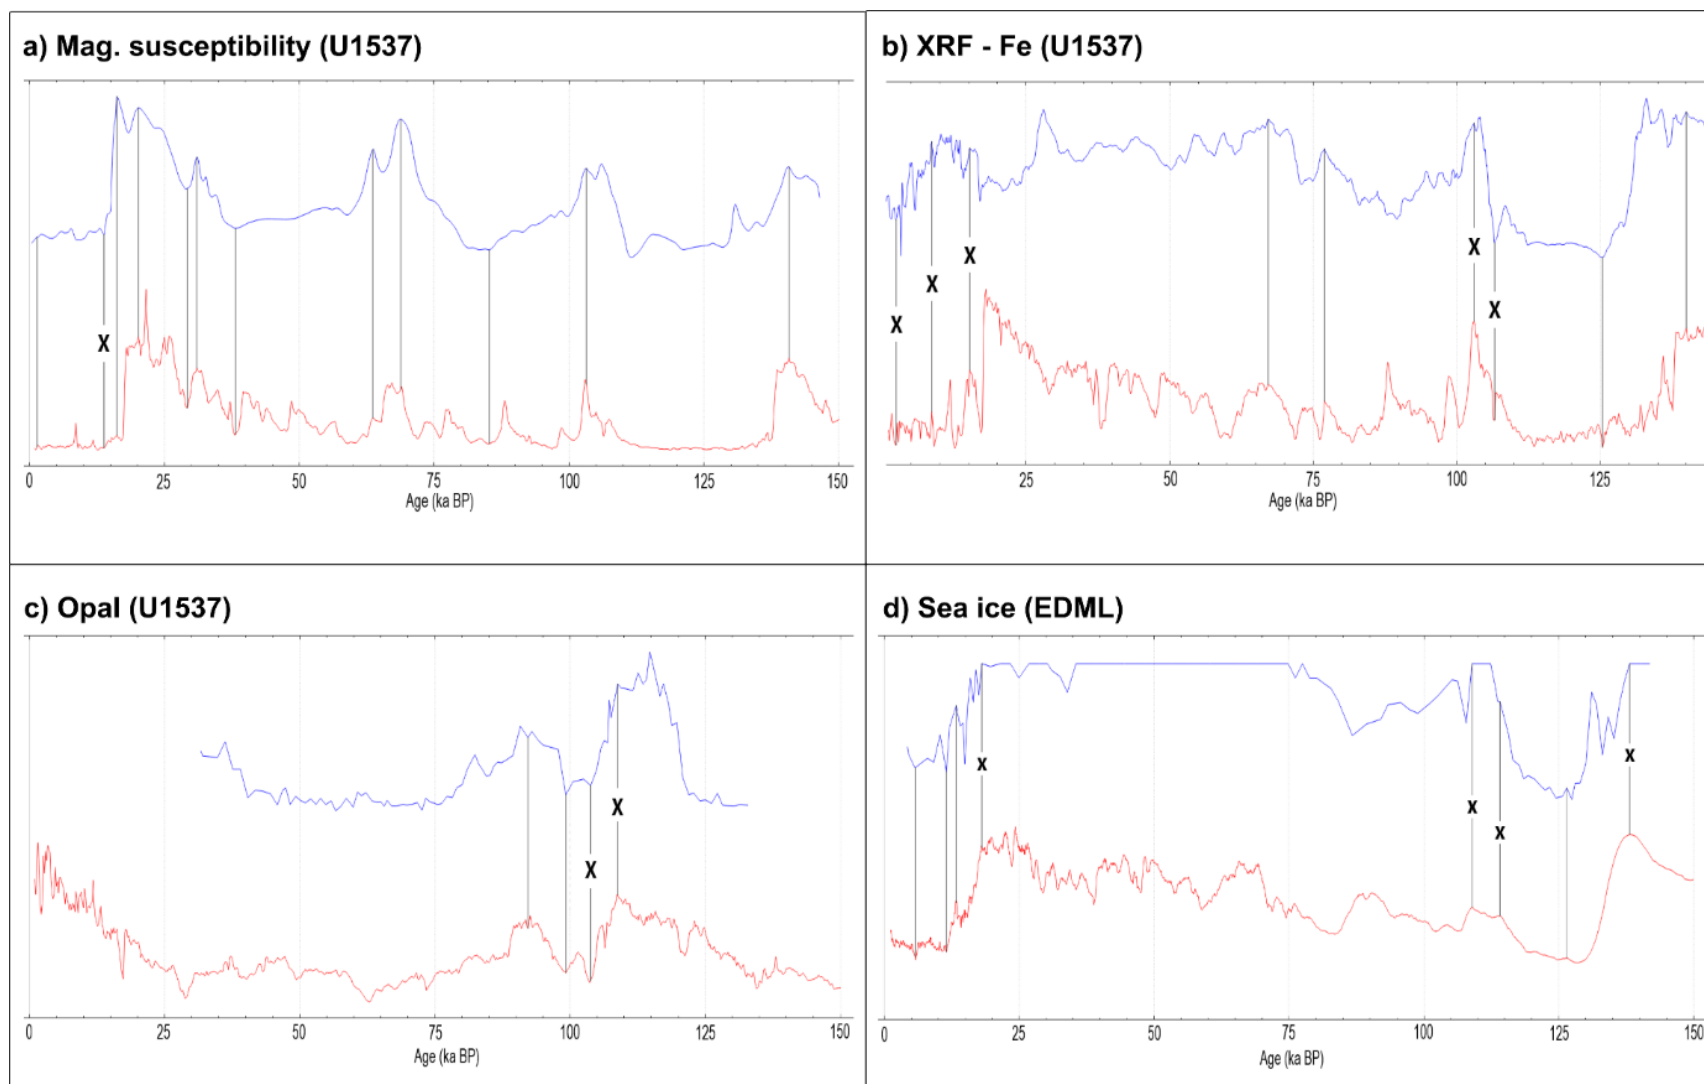 a) Mag. susceptibility (U1537)
X
0 25 50 75 100 125 150
Age (ka BP)
b) XRF - Fe (U1537)
X X X X X
25 50 75 100 125
Age (ka BP)
c) Opal (U1537)
X X
0 25 50 75 100 125 150
Age (ka BP)
d) Sea ice (EDML)
x x x x
0 25 50 75 100 125 150
Age (ka BP)